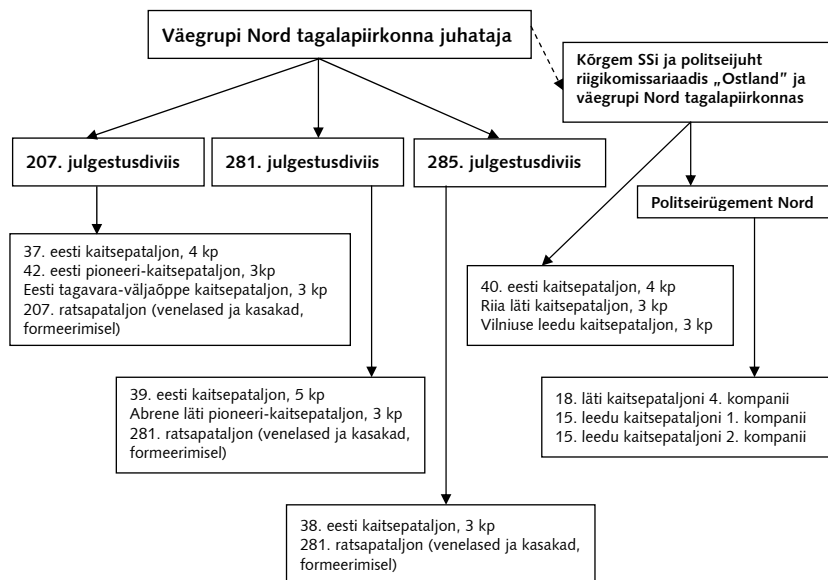 Väegrupi Nord tagalapiirkonna juhataja
Kõrgem SSi ja politseijuht
riigikomissariaadis „Ostland” ja
väegrupi Nord tagalapiirkonnas
207. julgestusdiviis
281. julgestusdiviis
285. julgestusdiviis
Politseirügement Nord
37. eesti kaitsepataljon, 4 kp
42. eesti pioneeri-kaitsepataljon, 3kp
Eesti tagavara-väljaõppe kaitsepataljon, 3 kp
207. ratsapataljon (venelased ja kasakad,
formeerimisel)
40. eesti kaitsepataljon, 4 kp
Riia läti kaitsepataljon, 3 kp
Vilniuse leedu kaitsepataljon, 3 kp
39. eesti kaitsepataljon, 5 kp
Abrene läti pioneeri-kaitsepataljon, 3 kp
281. ratsapataljon (venelased ja kasakad,
formeerimisel)
18. läti kaitsepataljoni 4. kompanii
15. leedu kaitsepataljoni 1. kompanii
15. leedu kaitsepataljoni 2. kompanii
38. eesti kaitsepataljon, 3 kp
281. ratsapataljon (venelased ja kasakad,
formeerimisel)